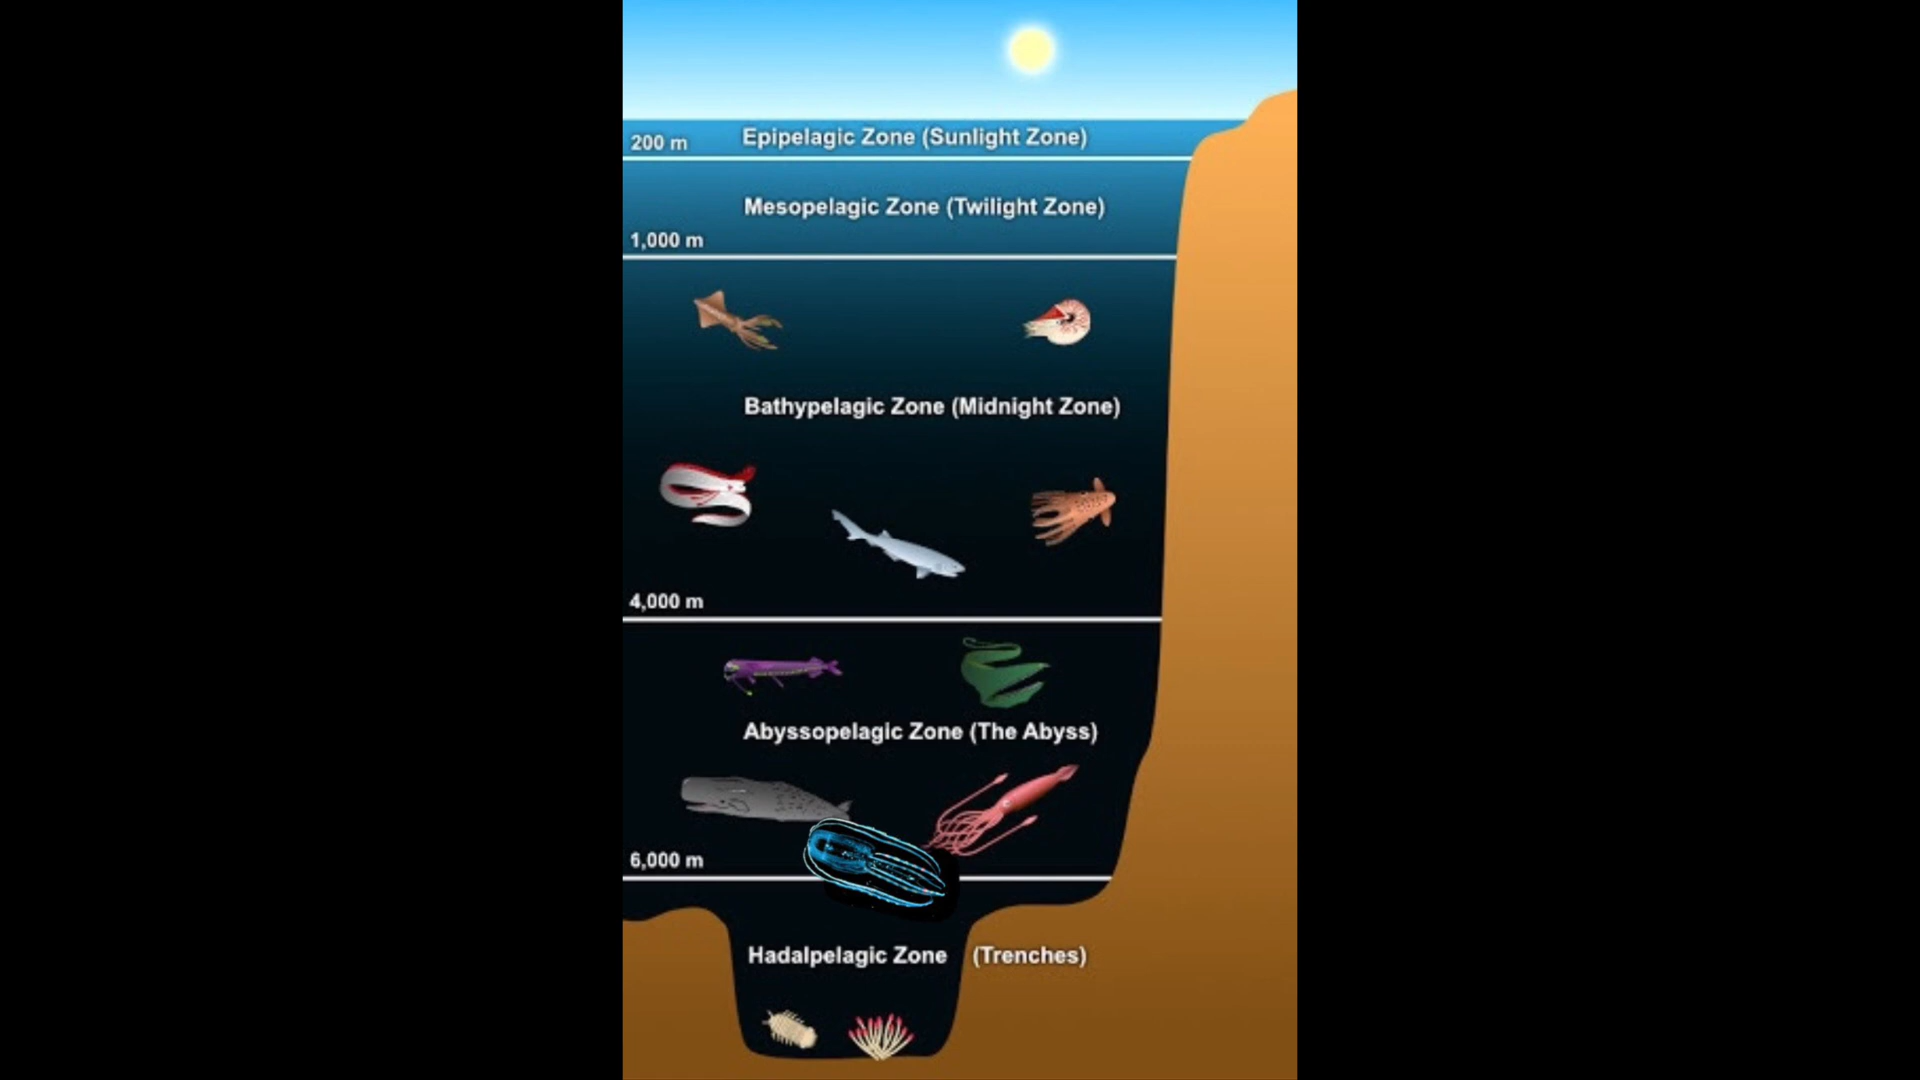 Epipelagic Zone (Sunlight Zone)
200 m
Mesopelagic Zone (Twilight Zone)
1,000 m
Bathypelagic Zone (Midnight Zone)
4,000 m
Abyssopelagic Zone (The Abyss)
6,000 m
Hadalpelagic Zone (Trenches)